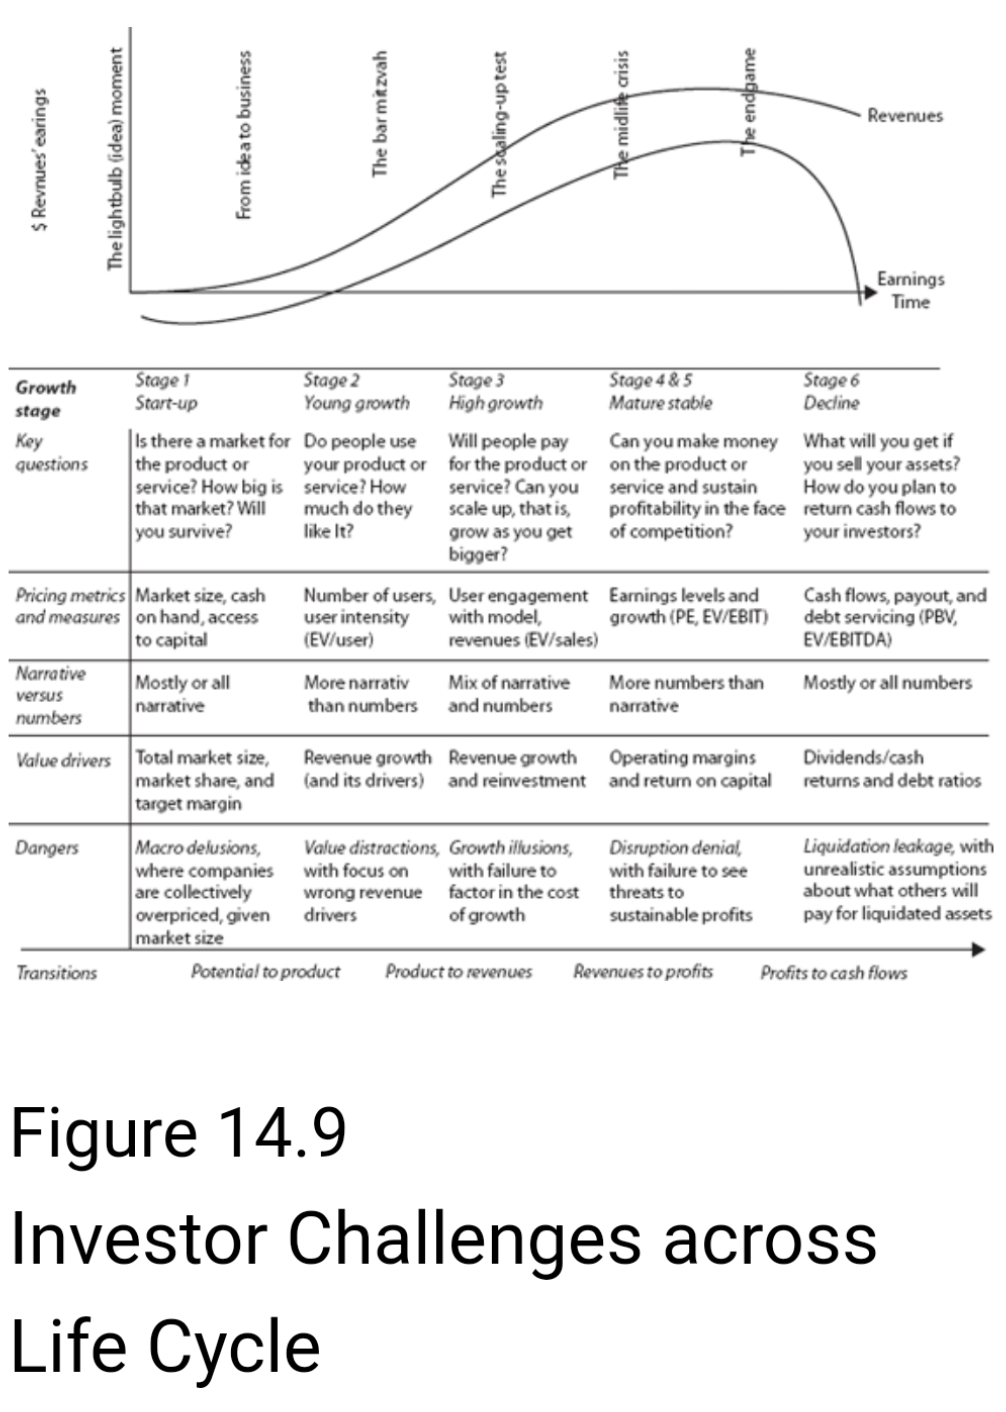 $ Revnues' earings
The lightbulb (idea) moment
From idea to business
The bar mitzvah
The scaling-up test
The midlife crisis
The endgame
Revenues
Earnings
Time
Growth
stage
Stage 1
Start-up
Stage 2
Young growth
Stage 3
High growth
Stage 4 & 5
Mature stable
Stage 6
Decline
Key
questions
Is there a market for
the product or
service? How big is
that market? Will
you survive?
Do people use
your product or
service? How
much do they
like It?
Will people pay
for the product or
service? Can you
scale up, that is,
grow as you get
bigger?
Can you make money
on the product or
service and sustain
profitability in the face
of competition?
What will you get if
you sell your assets?
How do you plan to
return cash flows to
your investors?
Pricing metrics
and measures
Market size, cash
on hand, access
to capital
Number of users,
user intensity
(EV/user)
User engagement
with model,
revenues (EV/sales)
Earnings levels and
growth (PE, EV/EBIT)
Cash flows, payout, and
debt servicing (PBV,
EV/EBITDA)
Narrative
versus
numbers
Mostly or all
narrative
More narrativ
than numbers
Mix of narrative
and numbers
More numbers than
narrative
Mostly or all numbers
Value drivers
Total market size,
market share, and
target margin
Revenue growth
(and its drivers)
Revenue growth
and reinvestment
Operating margins
and return on capital
Dividends/cash
returns and debt ratios
Dangers
Macro delusions,
where companies
are collectively
overpriced, given
market size
Value distractions,
with focus on
wrong revenue
drivers
Growth illusions,
with failure to
factor in the cost
of growth
Disruption denial,
with failure to see
threats to
sustainable profits
Liquidation leakage, with
unrealistic assumptions
about what others will
pay for liquidated assets
Transitions
Potential to product
Product to revenues
Revenues to profits
Profits to cash flows
Figure 14.9
Investor Challenges across
Life Cycle